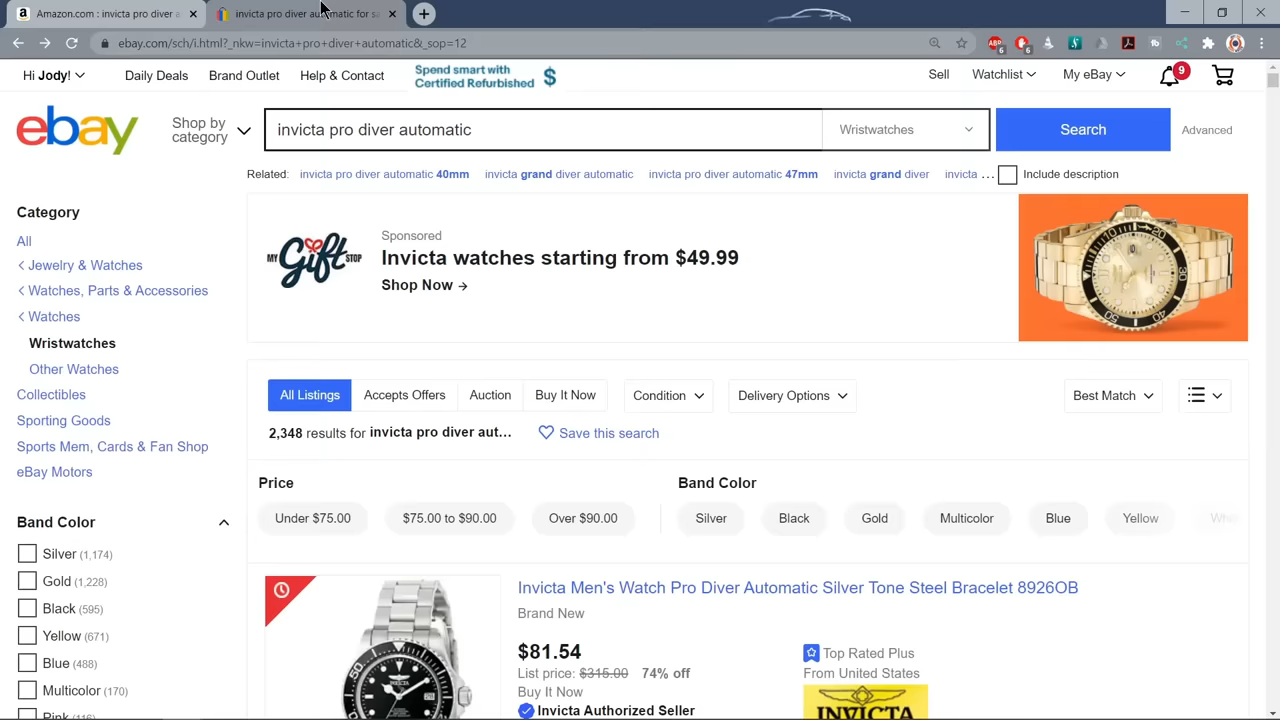 Amazon.com : invicta pro diver a
invicta pro diver automatic for sa
ebay.com/sch/i.html?_nkw=invicta+pro+diver+automatic&_sop=12
Hi Jody!
Daily Deals
Brand Outlet
Help & Contact
Spend smart with
Certified Refurbished
$
Sell
Watchlist
My eBay
9
ebay
Shop by
category
invicta pro diver automatic
Wristwatches
Search
Advanced
Related: invicta pro diver automatic 40mm invicta grand diver automatic invicta pro diver automatic 47mm invicta grand diver invicta ... Include description
Category
All
Jewelry & Watches
Watches, Parts & Accessories
Watches
Wristwatches
Other Watches
Collectibles
Sporting Goods
Sports Mem, Cards & Fan Shop
eBay Motors
MY Gift STOP
Sponsored
Invicta watches starting from $49.99
Shop Now →
All Listings
Accepts Offers
Auction
Buy It Now
Condition
Delivery Options
Best Match
2,348 results for invicta pro diver aut...
Save this search
Price
Under $75.00
$75.00 to $90.00
Over $90.00
Band Color
Silver
Black
Gold
Multicolor
Blue
Yellow
Band Color
Silver (1,174)
Gold (1,228)
Black (595)
Yellow (671)
Blue (488)
Multicolor (170)
Pink (116)
Invicta Men's Watch Pro Diver Automatic Silver Tone Steel Bracelet 8926OB
Brand New
$81.54
List price: $315.00 74% off
Buy It Now
Invicta Authorized Seller
Top Rated Plus
From United States
INVICTA
INVICTA